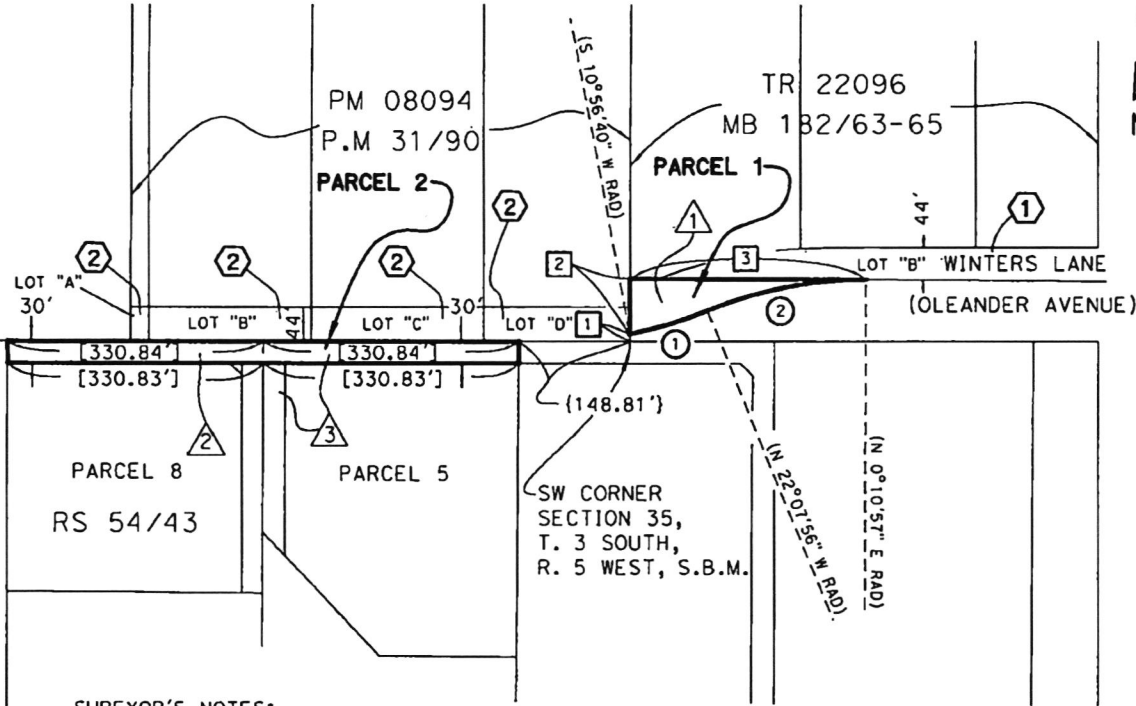 (S 10°56'40" W RAD)
PM 08094
P.M 31/90
TR 22096
MB 182/63-65
PARCEL 2
PARCEL 1
44'
1
1
2
2
2
2
2
3
LOT "A"
30'
LOT "B"
44'
LOT "C"
30'
LOT "D"
1
LOT "B" WINTERS LANE
(OLEANDER AVENUE)
2
1
[330.84'] [330.84']
[330.83'] [330.83']
{148.81'}
2
3
PARCEL 8
PARCEL 5
RS 54/43
SW CORNER
SECTION 35,
T. 3 SOUTH,
R. 5 WEST, S.B.M.
(N 22°07'56" W RAD)
(N 0°10'57" E RAD)